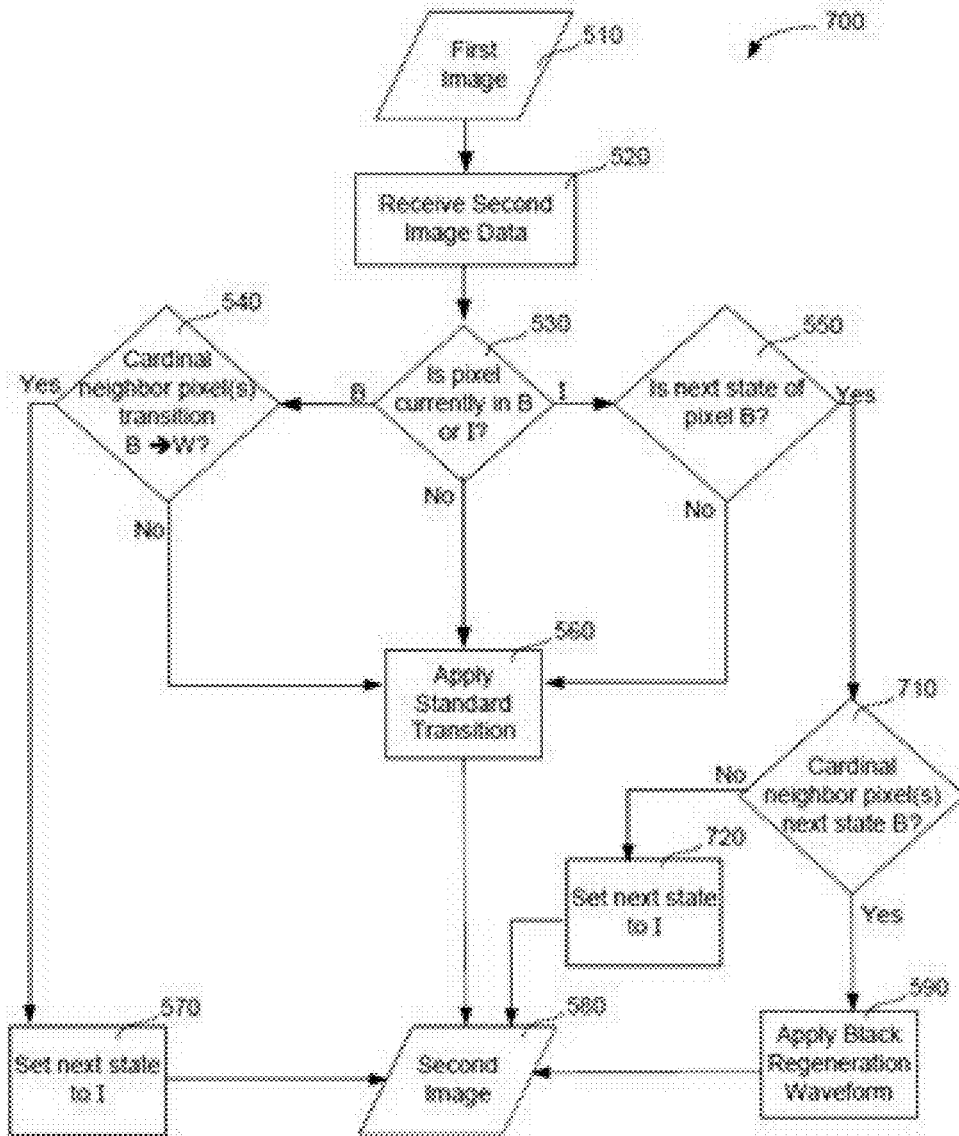 510
700
First
Image
520
Receive Second
Image Data
540
530
550
Cardinal
neighbor pixel(s)
transition
B → W?
Yes
B
Is pixel
currently in B
or I?
I
Is next state of
pixel B?
Yes
No
No
No
560
Apply
Standard
Transition
710
Cardinal
neighbor pixel(s)
next state B?
No
720
Set next state
to I
Yes
570
Set next state
to I
580
Second
Image
590
Apply Black
Regeneration
Waveform